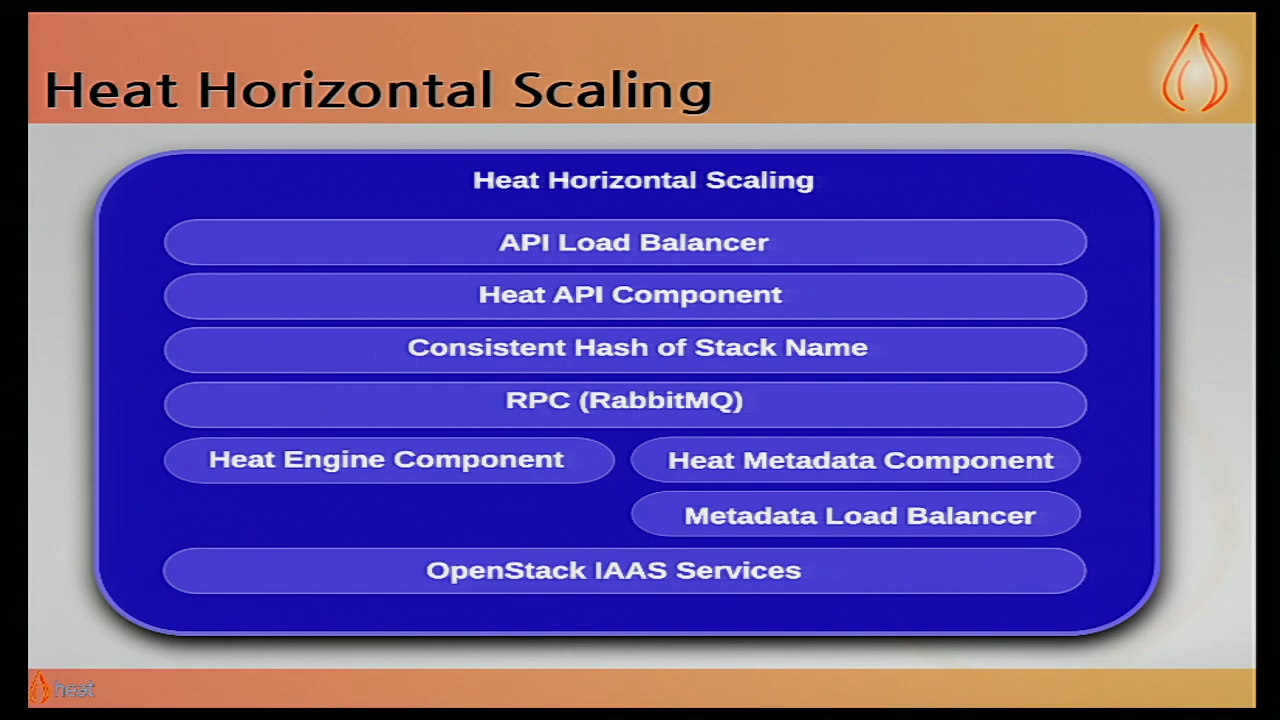 Heat Horizontal Scaling
Heat Horizontal Scaling
API Load Balancer
Heat API Component
Consistent Hash of Stack Name
RPC (RabbitMQ)
Heat Engine Component
Heat Metadata Component
Metadata Load Balancer
OpenStack IAAS Services
heat